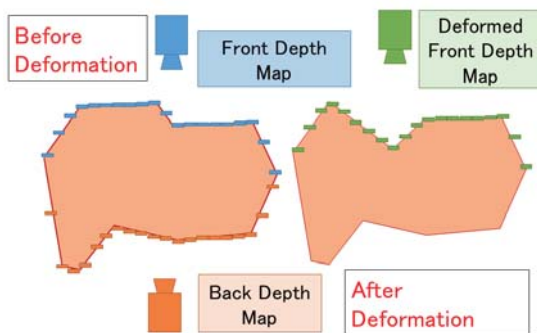 Before
Deformation
Front Depth
Map
Deformed
Front Depth
Map
Back Depth
Map
After
Deformation